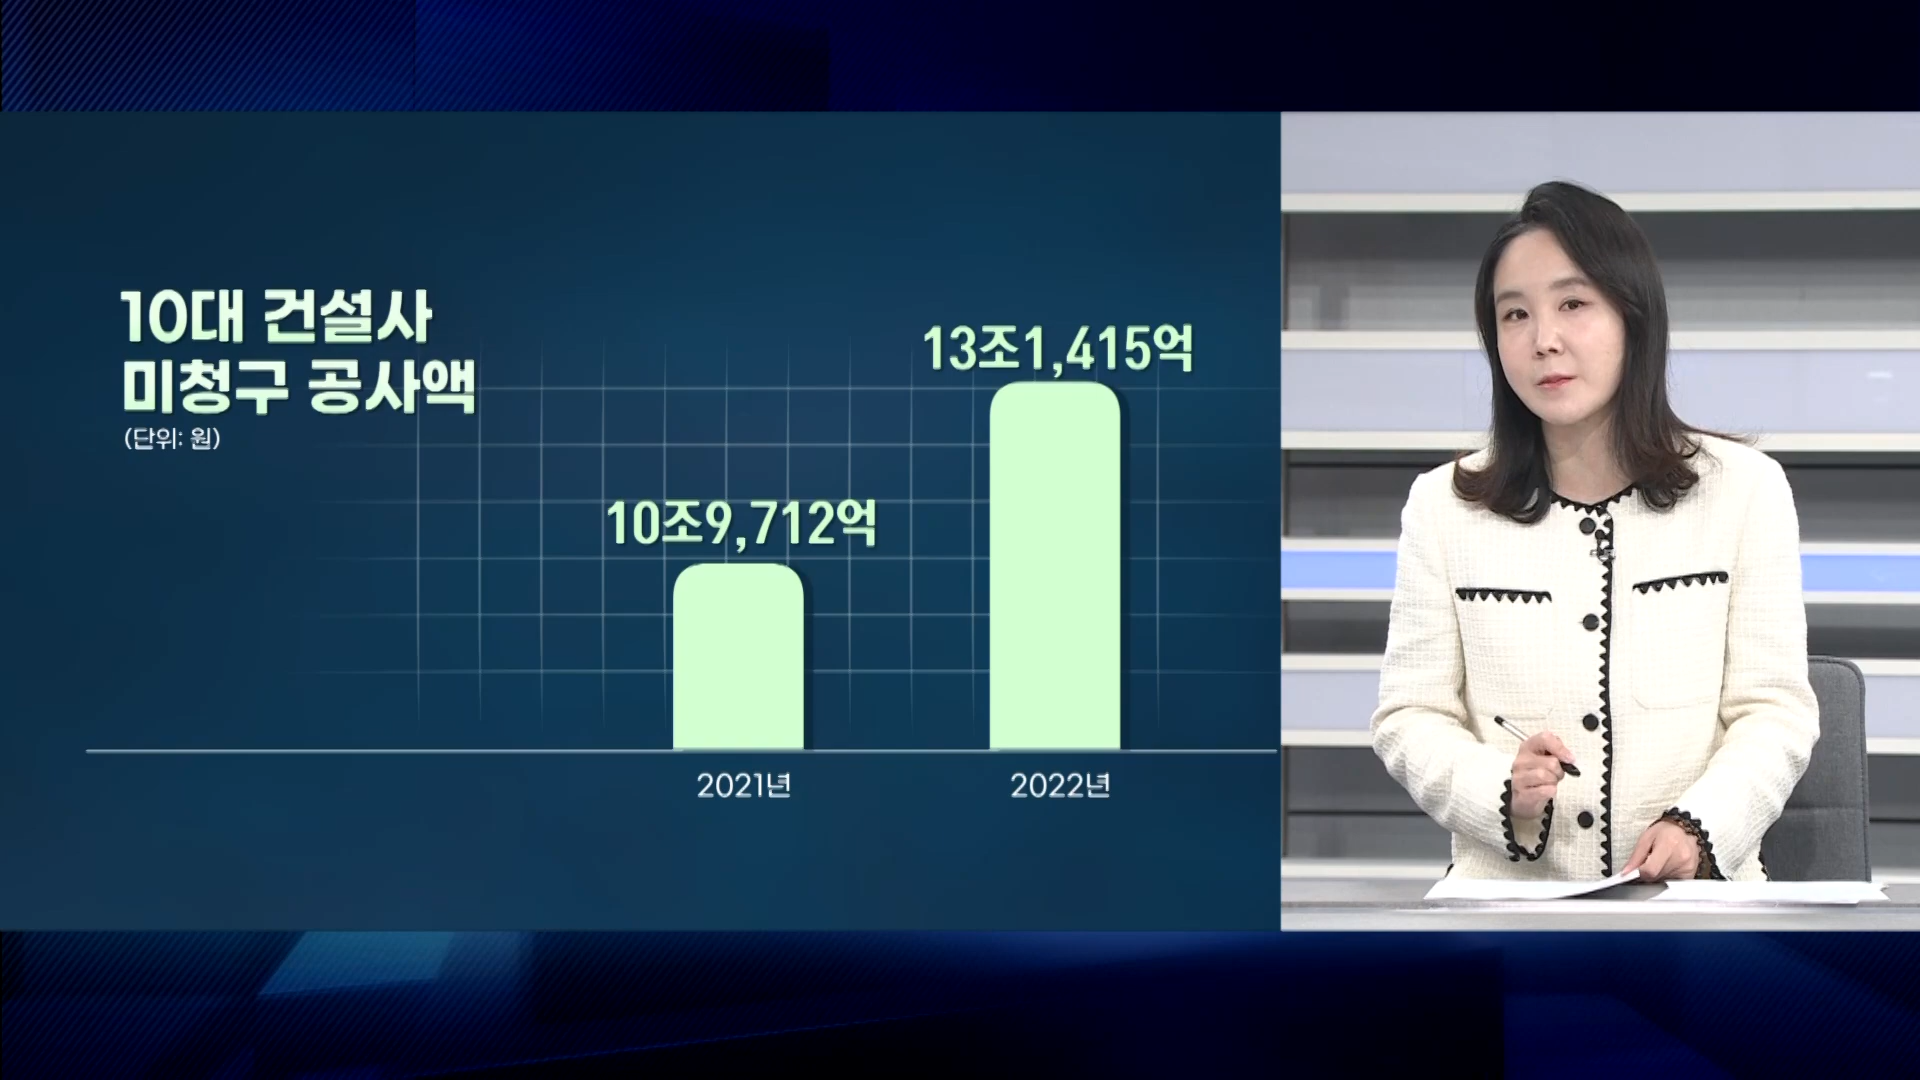 10대 건설사
미청구 공사액
(단위: 원)
13조1,415억
10조9,712억
2021년
2022년